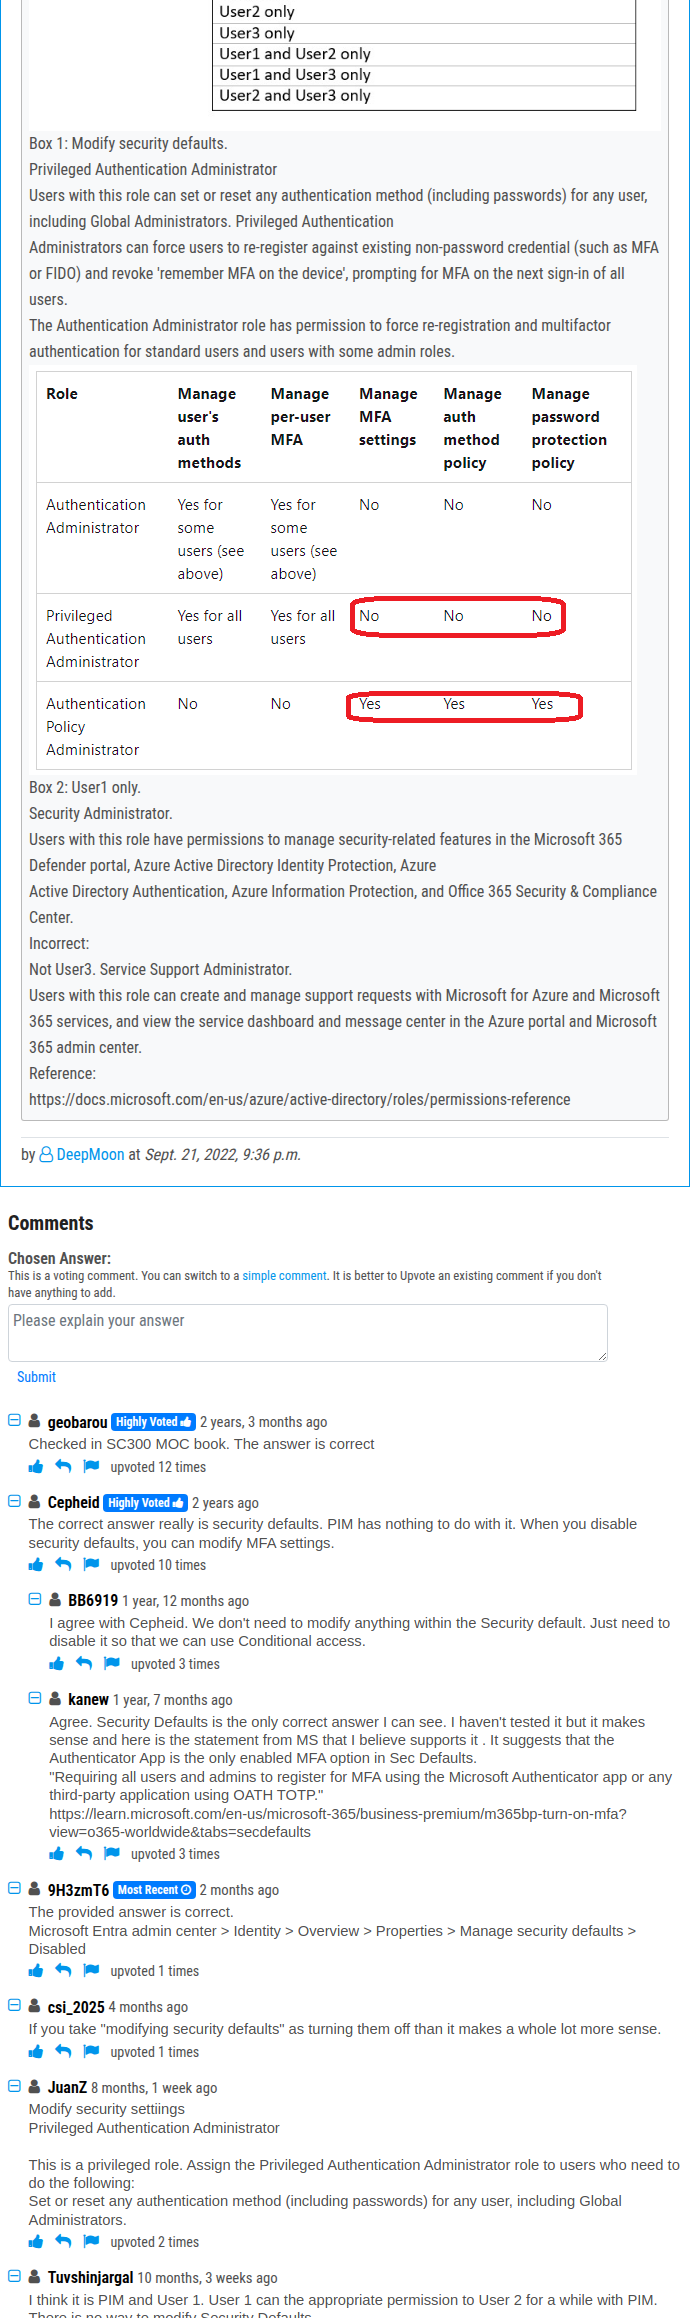 User2 only
User3 only
User1 and User2 only
User1 and User3 only
User2 and User3 only
Box 1: Modify security defaults.
Privileged Authentication Administrator
Users with this role can set or reset any authentication method (including passwords) for any user,
including Global Administrators. Privileged Authentication
Administrators can force users to re-register against existing non-password credential (such as MFA
or FIDO) and revoke 'remember MFA on the device', prompting for MFA on the next sign-in of all
users.
The Authentication Administrator role has permission to force re-registration and multifactor
authentication for standard users and users with some admin roles.
Role Manage user's auth methods Manage per-user MFA Manage MFA settings Manage auth method policy Manage password protection policy
Authentication Administrator Yes for some users (see above) Yes for some users (see above) No No No
Privileged Authentication Administrator Yes for all users Yes for all users No No No
Authentication Policy Administrator No No Yes Yes Yes
Box 2: User1 only.
Security Administrator.
Users with this role have permissions to manage security-related features in the Microsoft 365
Defender portal, Azure Active Directory Identity Protection, Azure
Active Directory Authentication, Azure Information Protection, and Office 365 Security & Compliance
Center.
Incorrect:
Not User3. Service Support Administrator.
Users with this role can create and manage support requests with Microsoft for Azure and Microsoft
365 services, and view the service dashboard and message center in the Azure portal and Microsoft
365 admin center.
Reference:
https://docs.microsoft.com/en-us/azure/active-directory/roles/permissions-reference
by DeepMoon at Sept. 21, 2022, 9:36 p.m.
Comments
Chosen Answer:
This is a voting comment. You can switch to a simple comment. It is better to Upvote an existing comment if you don't
have anything to add.
Please explain your answer
Submit
geobarou Highly Voted 2 years, 3 months ago
Checked in SC300 MOC book. The answer is correct
upvoted 12 times
Cepheid Highly Voted 2 years ago
The correct answer really is security defaults. PIM has nothing to do with it. When you disable
security defaults, you can modify MFA settings.
upvoted 10 times
BB6919 1 year, 12 months ago
I agree with Cepheid. We don't need to modify anything within the Security default. Just need to
disable it so that we can use Conditional access.
upvoted 3 times
kanew 1 year, 7 months ago
Agree. Security Defaults is the only correct answer I can see. I haven't tested it but it makes
sense and here is the statement from MS that I believe supports it . It suggests that the
Authenticator App is the only enabled MFA option in Sec Defaults.
"Requiring all users and admins to register for MFA using the Microsoft Authenticator app or any
third-party application using OATH TOTP."
https://learn.microsoft.com/en-us/microsoft-365/business-premium/m365bp-turn-on-mfa?
view=o365-worldwide&tabs=secdefaults
upvoted 3 times
9H3zmT6 Most Recent 2 months ago
The provided answer is correct.
Microsoft Entra admin center > Identity > Overview > Properties > Manage security defaults >
Disabled
upvoted 1 times
csi_2025 4 months ago
If you take "modifying security defaults" as turning them off than it makes a whole lot more sense.
upvoted 1 times
JuanZ 8 months, 1 week ago
Modify security settiings
Privileged Authentication Administrator
This is a privileged role. Assign the Privileged Authentication Administrator role to users who need to
do the following:
Set or reset any authentication method (including passwords) for any user, including Global
Administrators.
upvoted 2 times
Tuvshinjargal 10 months, 3 weeks ago
I think it is PIM and User 1. User 1 can the appropriate permission to User 2 for a while with PIM.
There is no way to modify Security Defaults